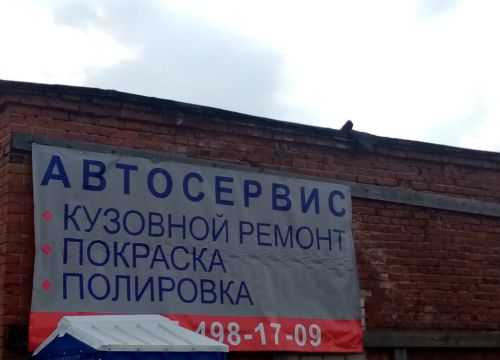 АВТОСЕРВИС
КУЗОВНОЙ РЕМОНТ
ПОКРАСКА
ПОЛИРОВКА
498-17-09